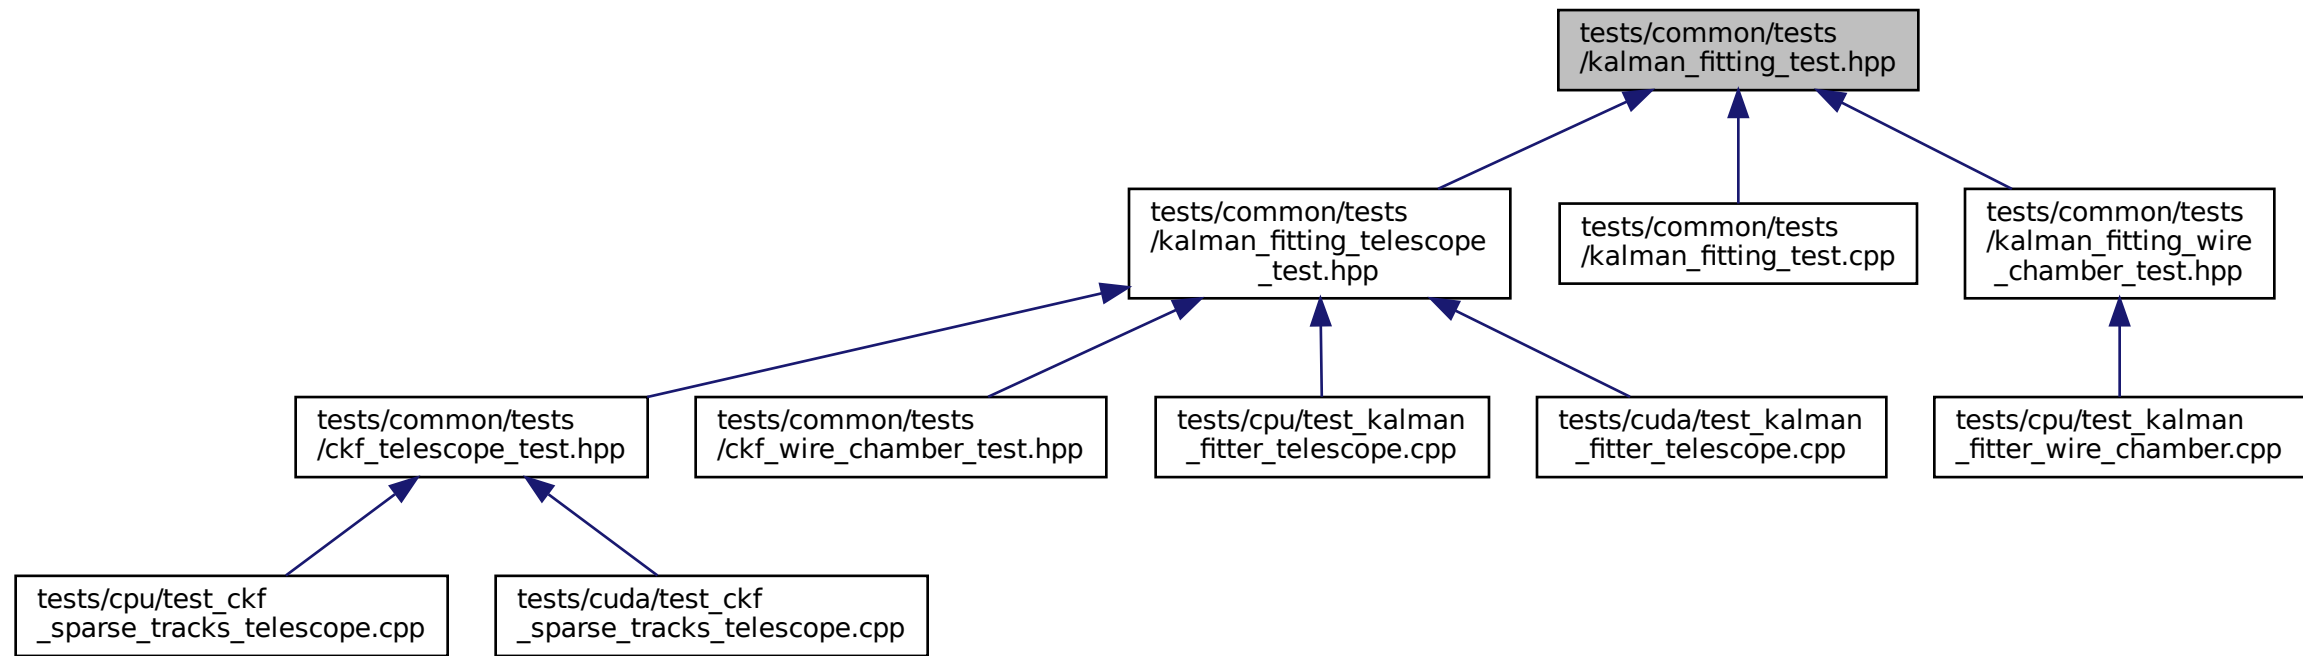 tests/common/tests
/kalman_fitting_test.hpp
tests/common/tests
/kalman_fitting_telescope
_test.hpp
tests/common/tests
/kalman_fitting_test.cpp
tests/common/tests
/kalman_fitting_wire
_chamber_test.hpp
tests/common/tests
/ckf_telescope_test.hpp
tests/common/tests
/ckf_wire_chamber_test.hpp
tests/cpu/test_kalman
_fitter_telescope.cpp
tests/cuda/test_kalman
_fitter_telescope.cpp
tests/cpu/test_kalman
_fitter_wire_chamber.cpp
tests/cpu/test_ckf
_sparse_tracks_telescope.cpp
tests/cuda/test_ckf
_sparse_tracks_telescope.cpp